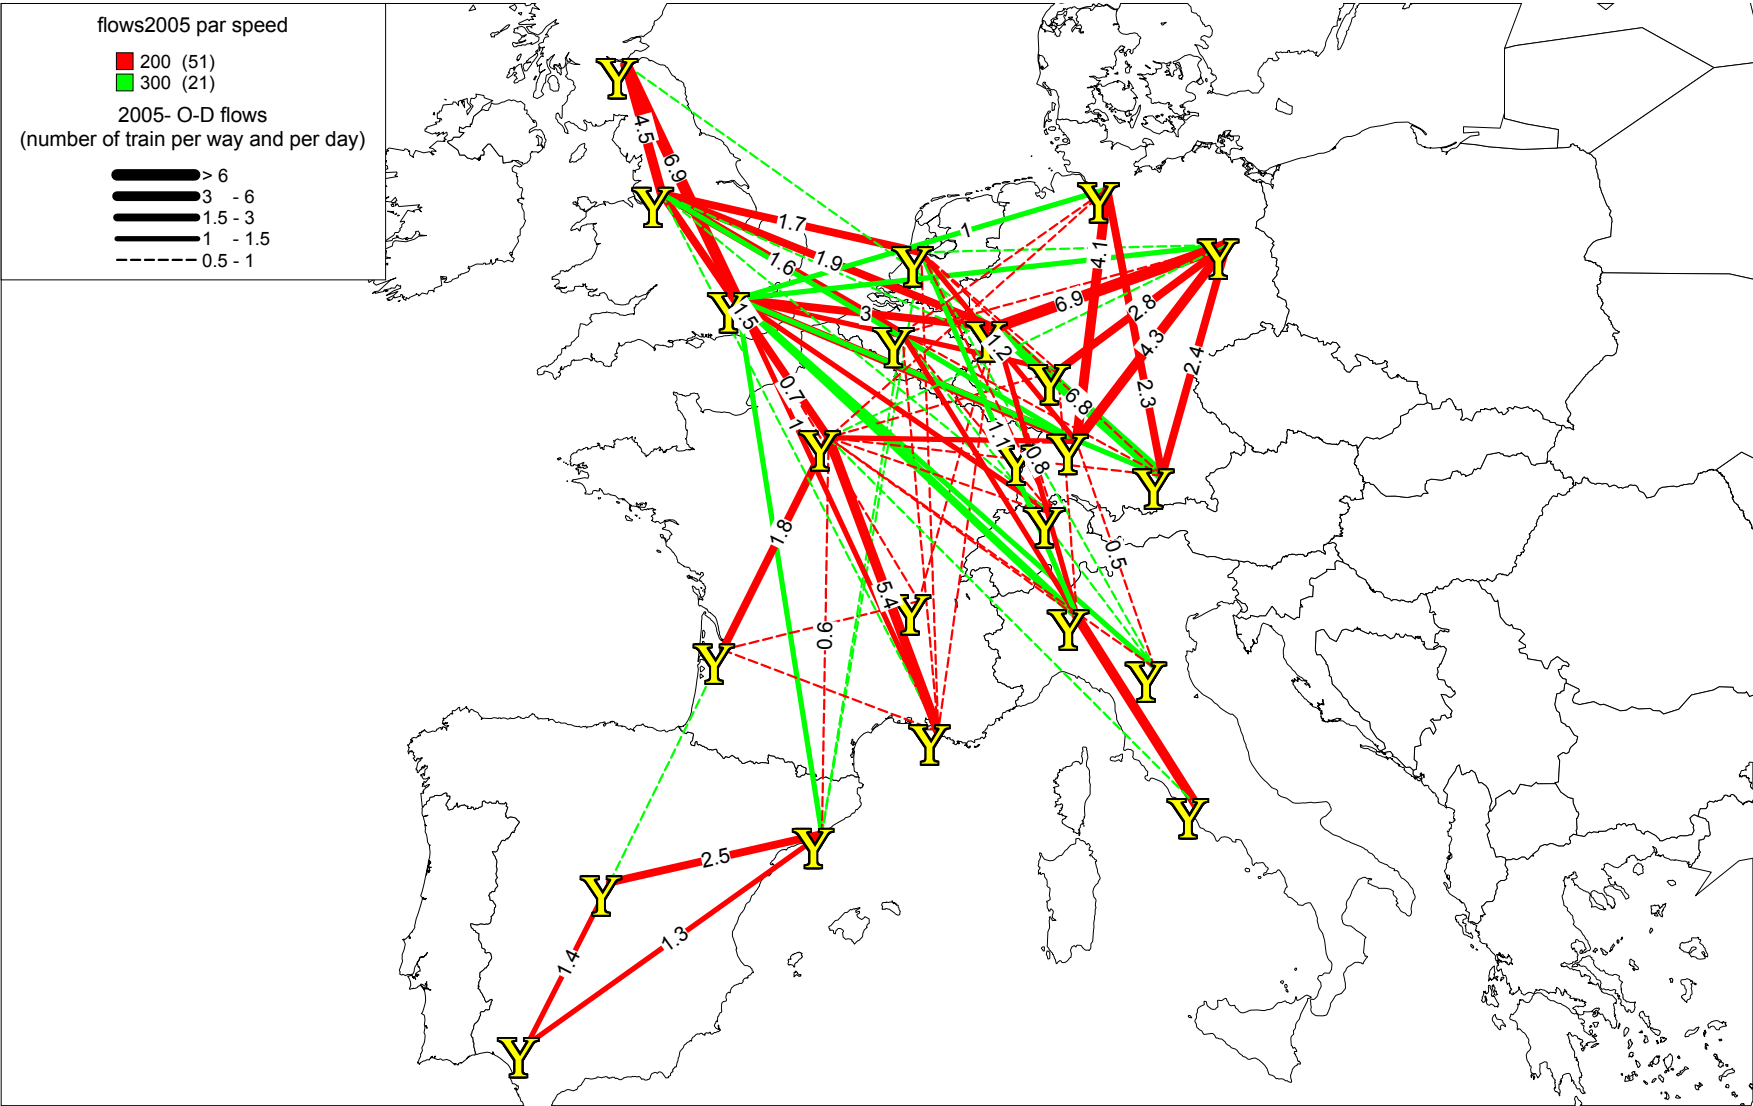 flows2005 par speed
200 (51)
300 (21)
2005- O-D flows
(number of train per way and per day)
> 6
3 - 6
1.5 - 3
1 - 1.5
0.5 - 1
Y
4.5
6.9
Y
Y
1.7
1
4.1
Y
1.6
1.9
Y
Y
1.5
3
6.9
2.8
Y
Y
1.2
4.3
2.4
0.7
Y
6.8
2.3
1
Y
1.1
Y
Y
0.8
Y
1.8
Y
0.5
5.4
Y
0.6
Y
Y
Y
Y
Y
Y
2.5
Y
1.3
1.4
Y